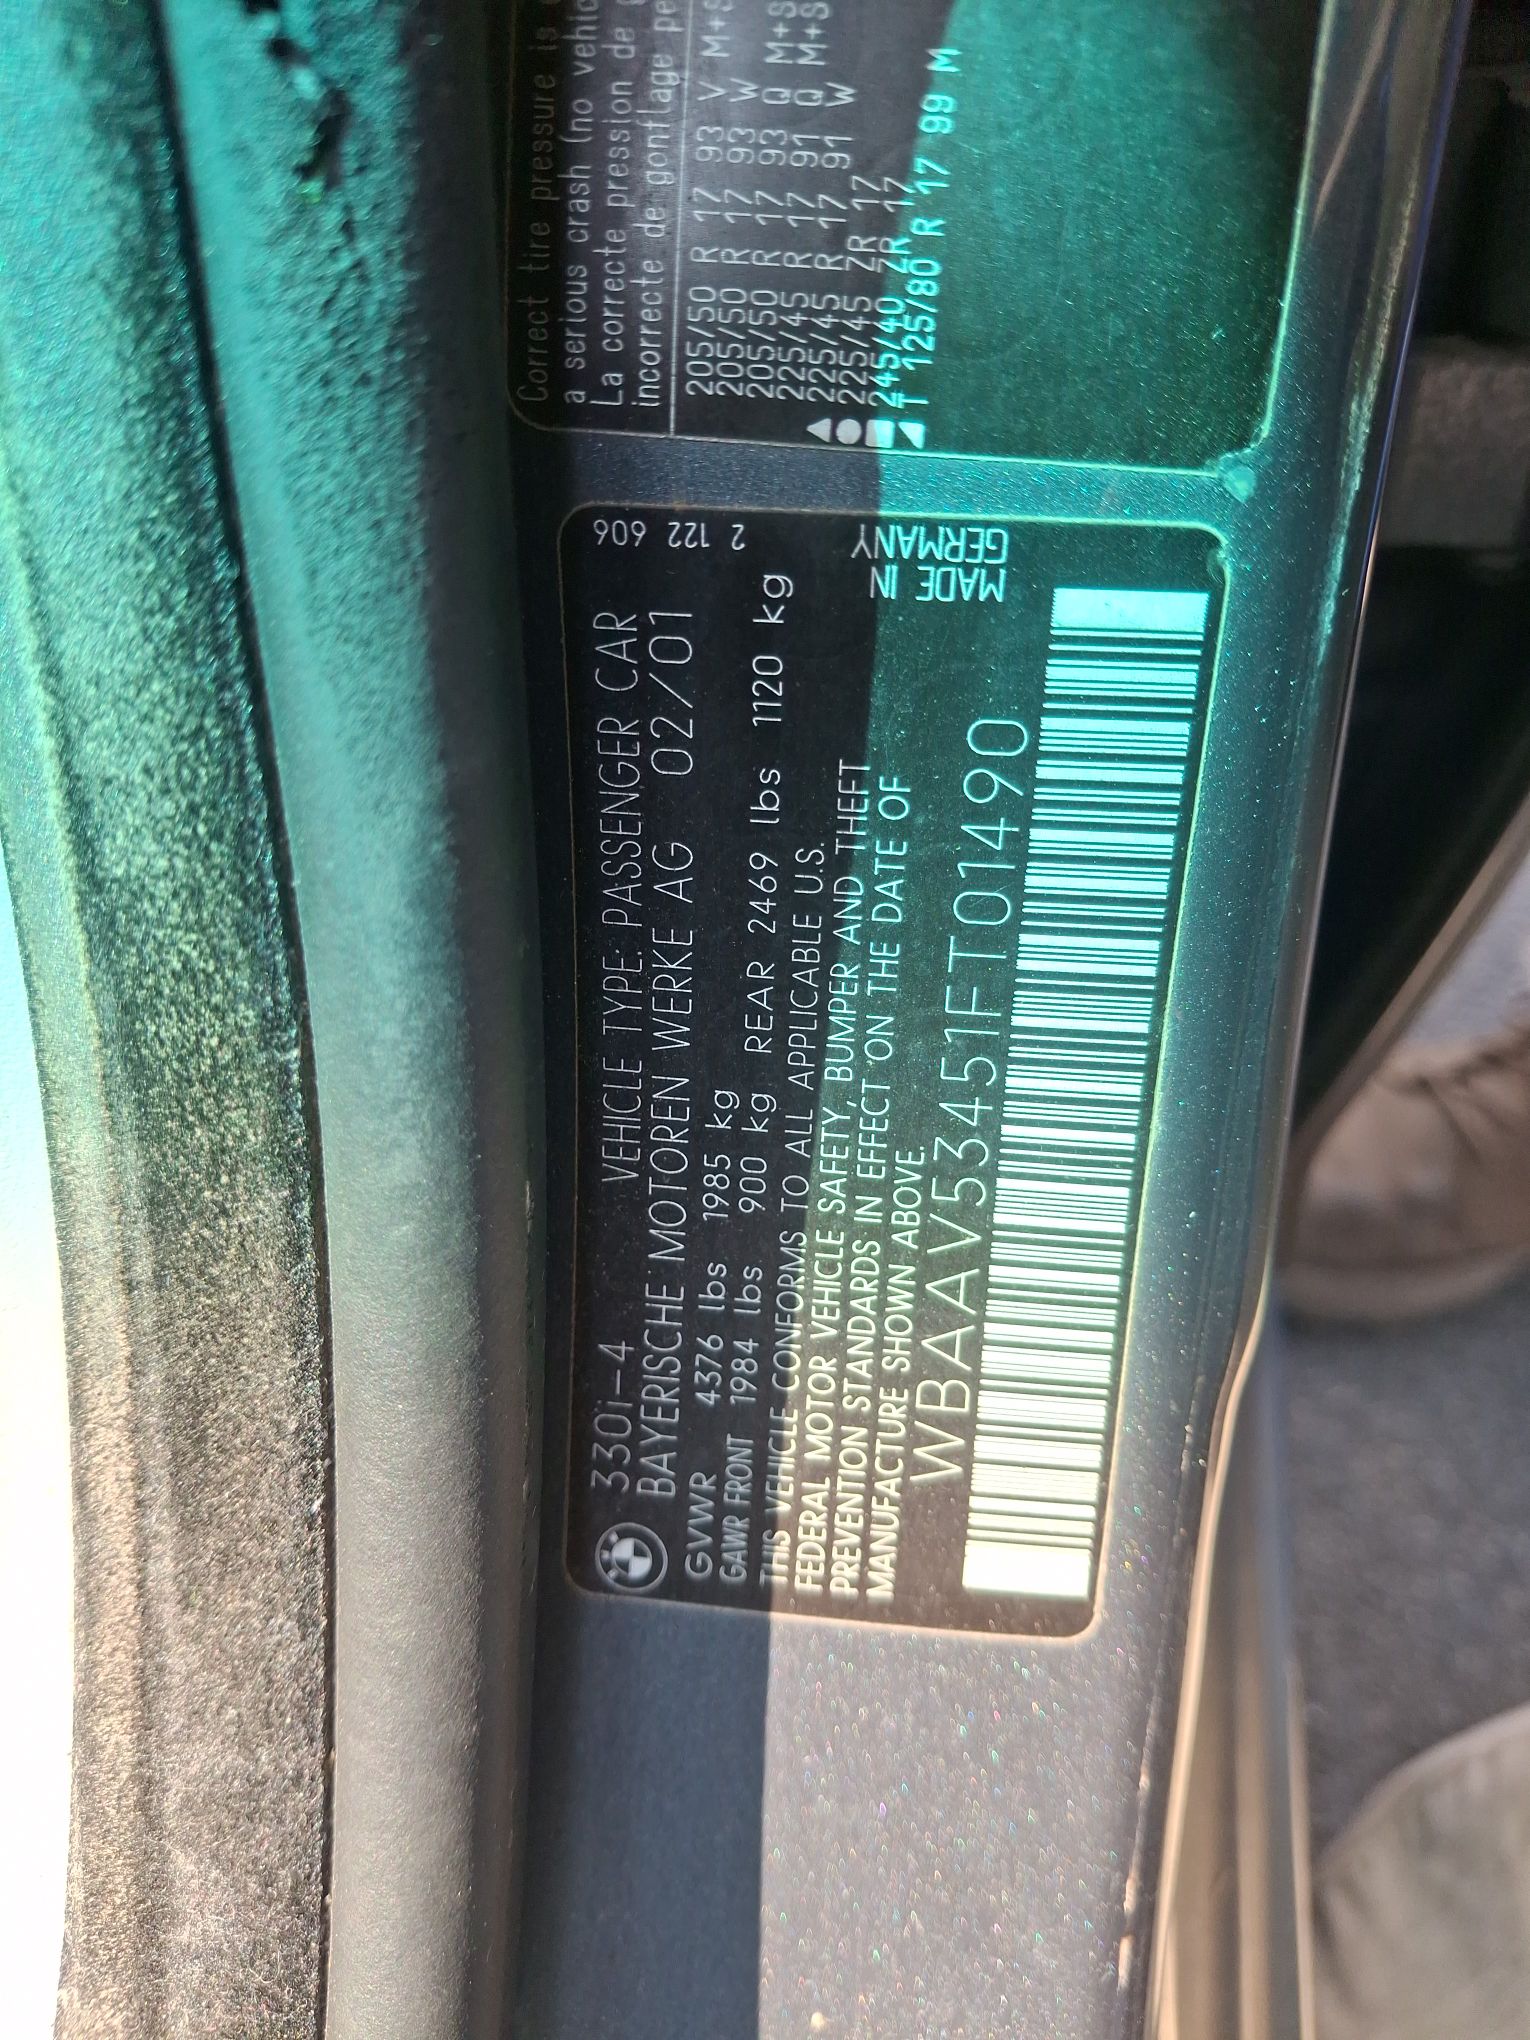 330i-4 VEHICLE TYPE: PASSENGER CAR
BAYERISCHE MOTOREN WERKE AG 02/01
GVWR 4376 lbs 1985 kg
GAWR FRONT 1984 lbs 900 kg REAR 2469 lbs 1120 kg
THIS VEHICLE CONFORMS TO ALL APPLICABLE U.S.
FEDERAL MOTOR VEHICLE SAFETY, BUMPER AND THEFT
PREVENTION STANDARDS IN EFFECT ON THE DATE OF
MANUFACTURE SHOWN ABOVE.
WBAAV53451FT01490
2 122 606
MADE IN
GERMANY
Correct tire pressure is
a serious crash (no vehic
La correcte pression de g
incorrecte de gonflage pe
205/50 R 17 93 V M+S
205/50 R 17 93 W
205/50 R 17 93 Q M+S
225/45 R 17 91 Q M+S
225/45 R 17 91 W
225/45 ZR 17
245/40 ZR 17
T 125/80 R 17 99 M